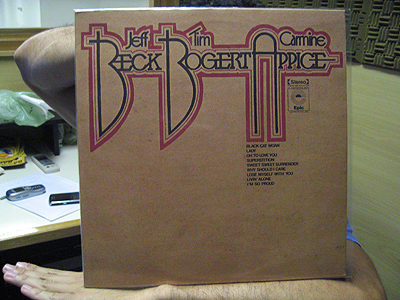 Jeff Tim Carmine
BECK BOGERT APPICE
Stereo
Epic
BLACK CAT MOAN
LADY
OH TO LOVE YOU
SUPERSTITION
SWEET SWEET SURRENDER
WHY SHOULD I CARE
LOSE MYSELF WITH YOU
LIVIN' ALONE
I'M SO PROUD